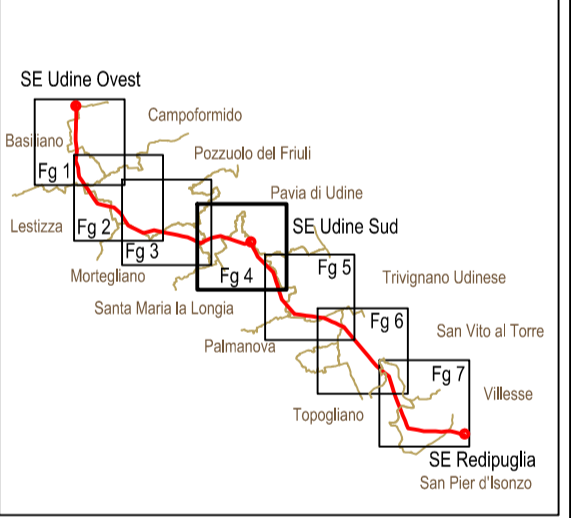 SE Udine Ovest
Campoformido
Basiliano
Pozzuolo del Friuli
Fg 1
Pavia di Udine
Lestizza
Fg 2
SE Udine Sud
Fg 3
Mortegliano
Fg 4
Fg 5
Trivignano Udinese
Santa Maria la Longia
Fg 6
San Vito al Torre
Palmanova
Fg 7
Villesse
Topogliano
SE Redipuglia
San Pier d'Isonzo